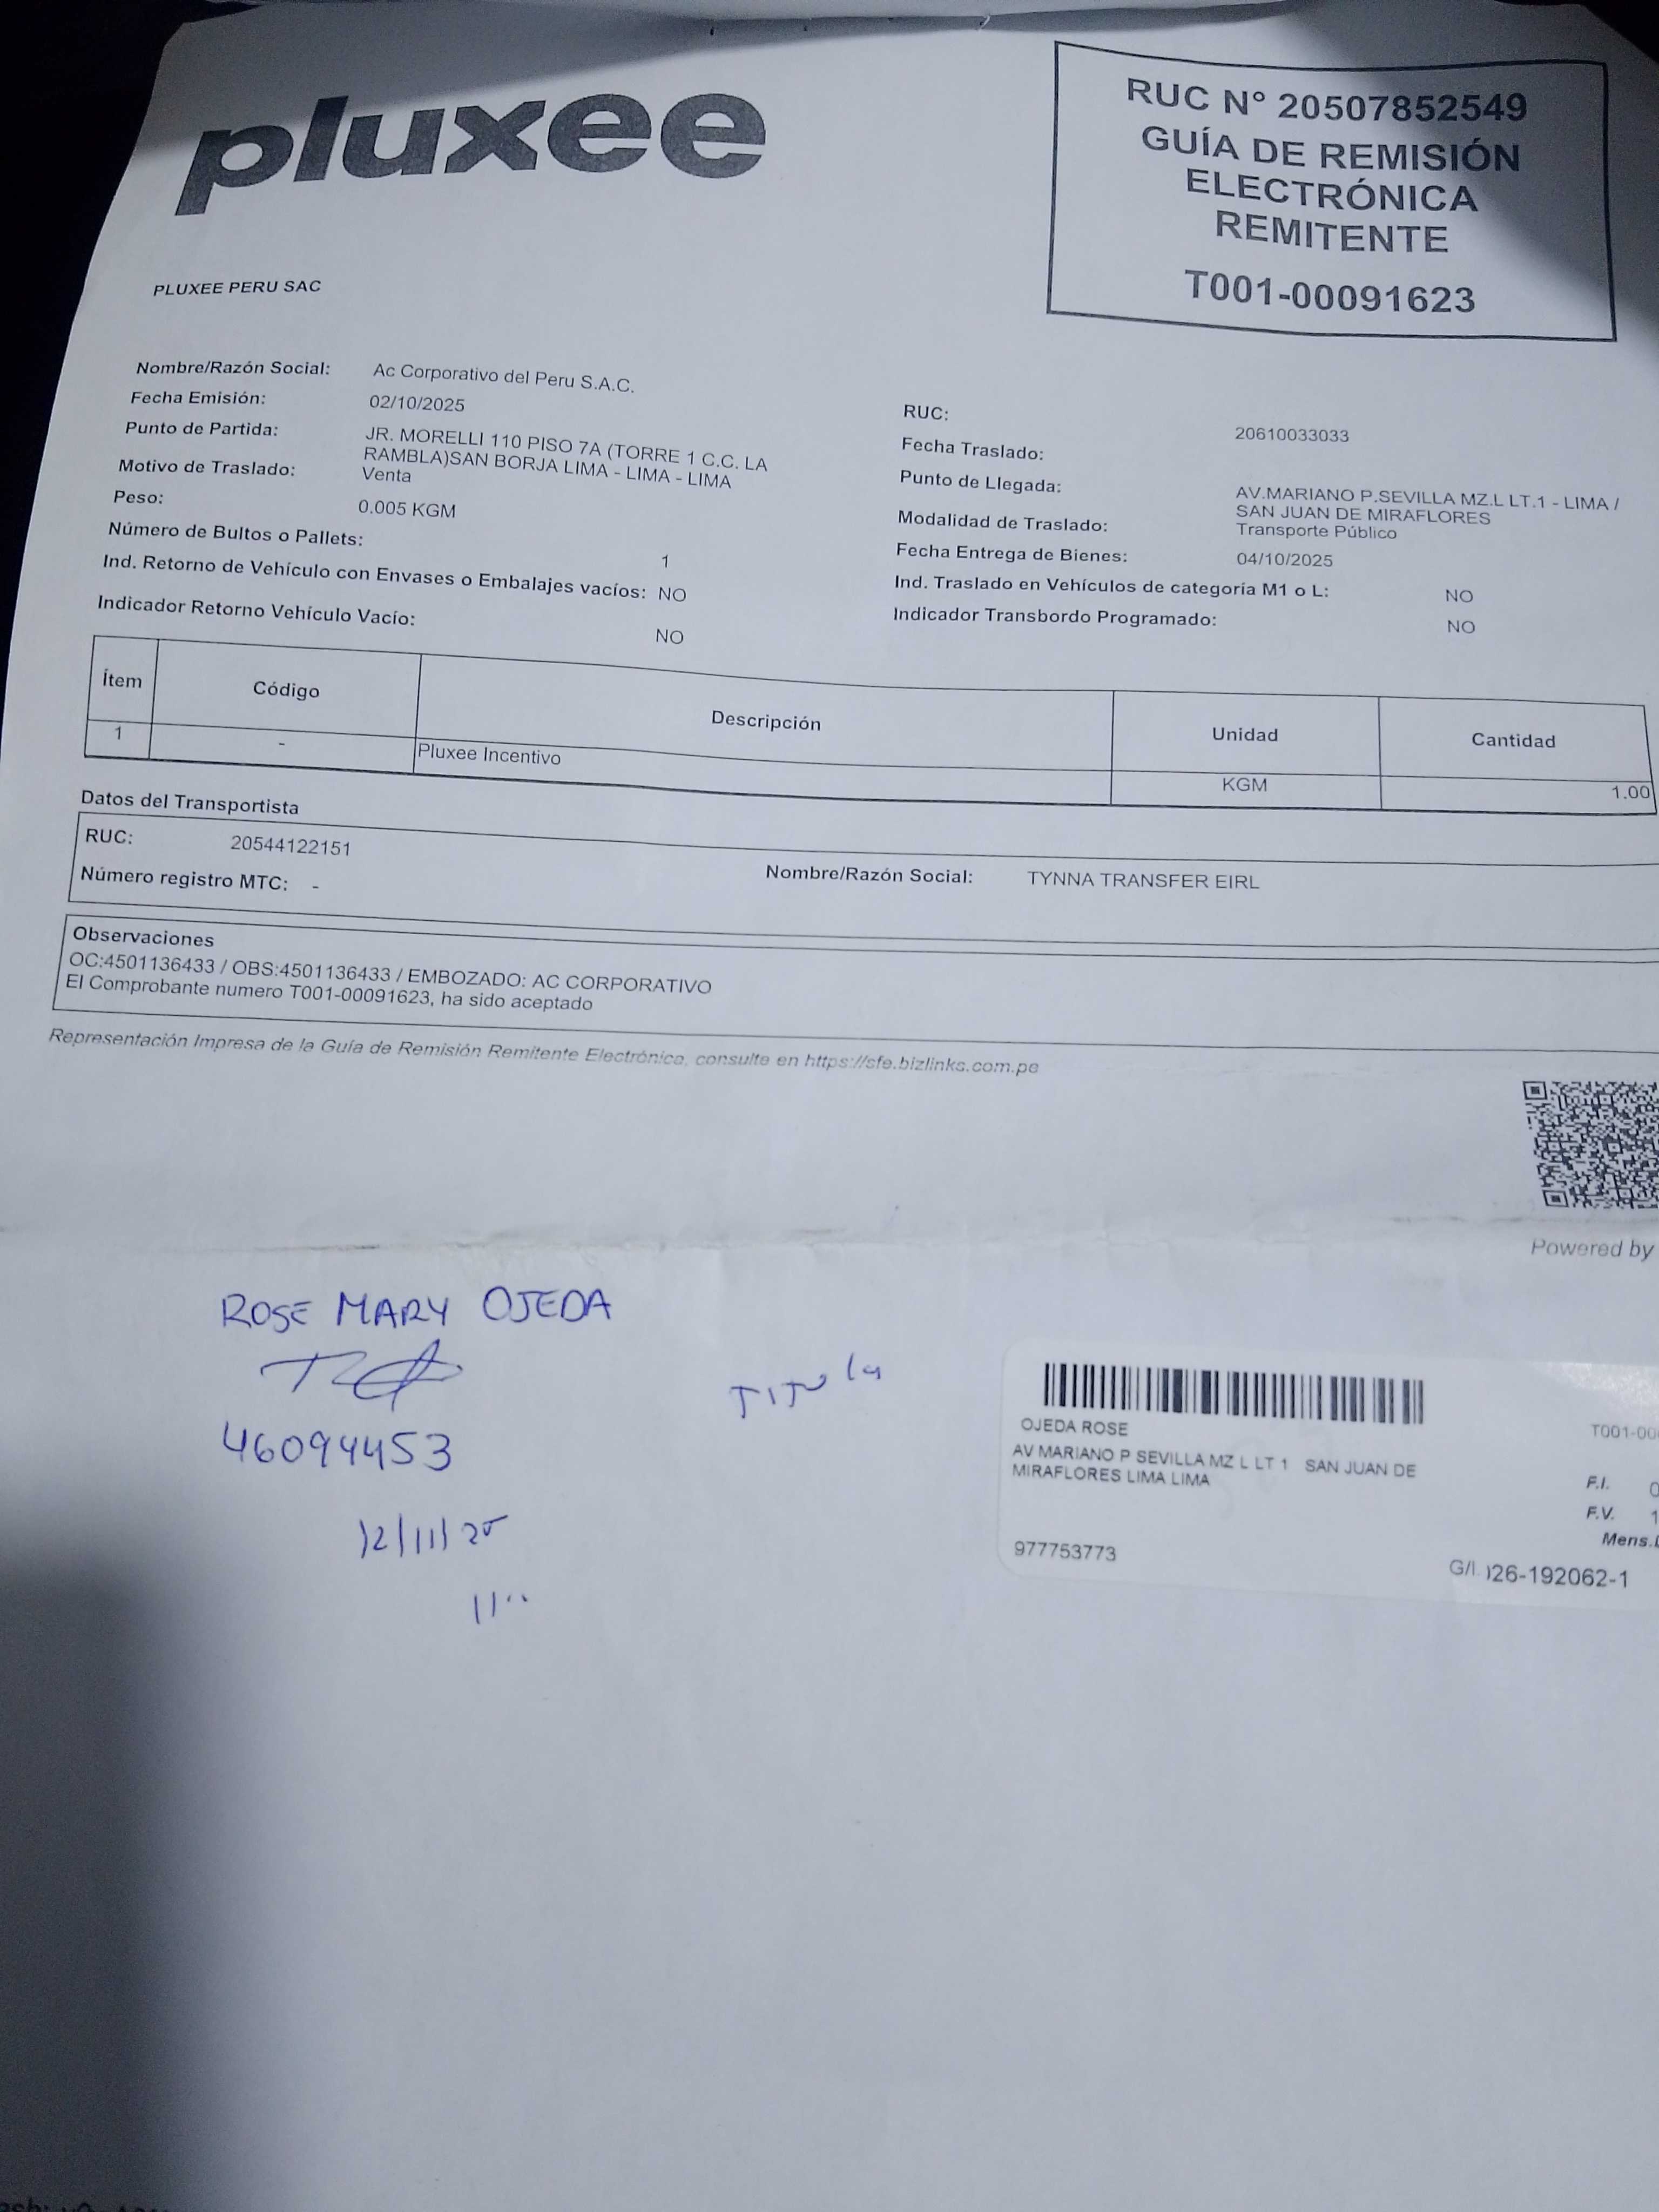 pluxee
RUC N° 20507852549
GUÍA DE REMISIÓN
ELECTRÓNICA
REMITENTE
T001-00091623
PLUXEE PERU SAC
Nombre/Razón Social: Ac Corporativo del Peru S.A.C.
Fecha Emisión: 02/10/2025
Punto de Partida: JR. MORELLI 110 PISO 7A (TORRE 1 C.C. LA
RAMBLA)SAN BORJA LIMA - LIMA - LIMA
Motivo de Traslado: Venta
Peso: 0.005 KGM
Número de Bultos o Pallets: 1
Ind. Retorno de Vehículo con Envases o Embalajes vacíos: NO
Indicador Retorno Vehículo Vacío: NO
RUC: 20610033033
Fecha Traslado:
Punto de Llegada: AV.MARIANO P.SEVILLA MZ.L LT.1 - LIMA /
SAN JUAN DE MIRAFLORES
Modalidad de Traslado: Transporte Público
Fecha Entrega de Bienes: 04/10/2025
Ind. Traslado en Vehículos de categoría M1 o L: NO
Indicador Transbordo Programado: NO
Ítem Código Descripción Unidad Cantidad
1 - Pluxee Incentivo KGM 1.00
Datos del Transportista
RUC: 20544122151 Nombre/Razón Social: TYNNA TRANSFER EIRL
Número registro MTC: -
Observaciones
OC:4501136433 / OBS:4501136433 / EMBOZADO: AC CORPORATIVO
El Comprobante numero T001-00091623, ha sido aceptado
Representación Impresa de la Guía de Remisión Remitente Electrónica, consulte en https://sfe.bizlinks.com.pe
Powered by
ROSE MARY OJEDA
46094453
12/11/25
OJEDA ROSE T001-00
AV MARIANO P SEVILLA MZ L LT 1 SAN JUAN DE
MIRAFLORES LIMA LIMA
F.I. 0
F.V. 1
Mens.
977753773
G/I. 026-192062-1